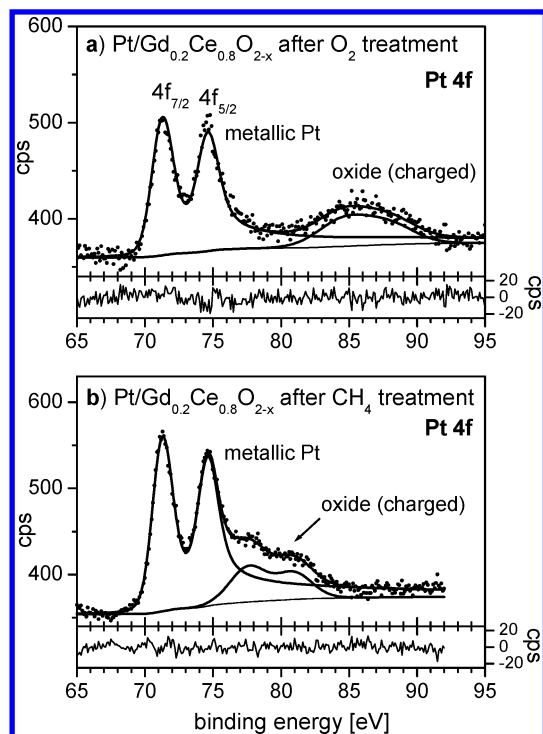 a) Pt/Gd0.2Ce0.8O2-x after O2 treatment
Pt 4f
4f7/2 4f5/2
metallic Pt
oxide (charged)
cps
600
500
400
20
0
-20
cps
65 70 75 80 85 90 95
b) Pt/Gd0.2Ce0.8O2-x after CH4 treatment
Pt 4f
metallic Pt
oxide (charged)
cps
600
500
400
20
0
-20
cps
65 70 75 80 85 90 95
binding energy [eV]